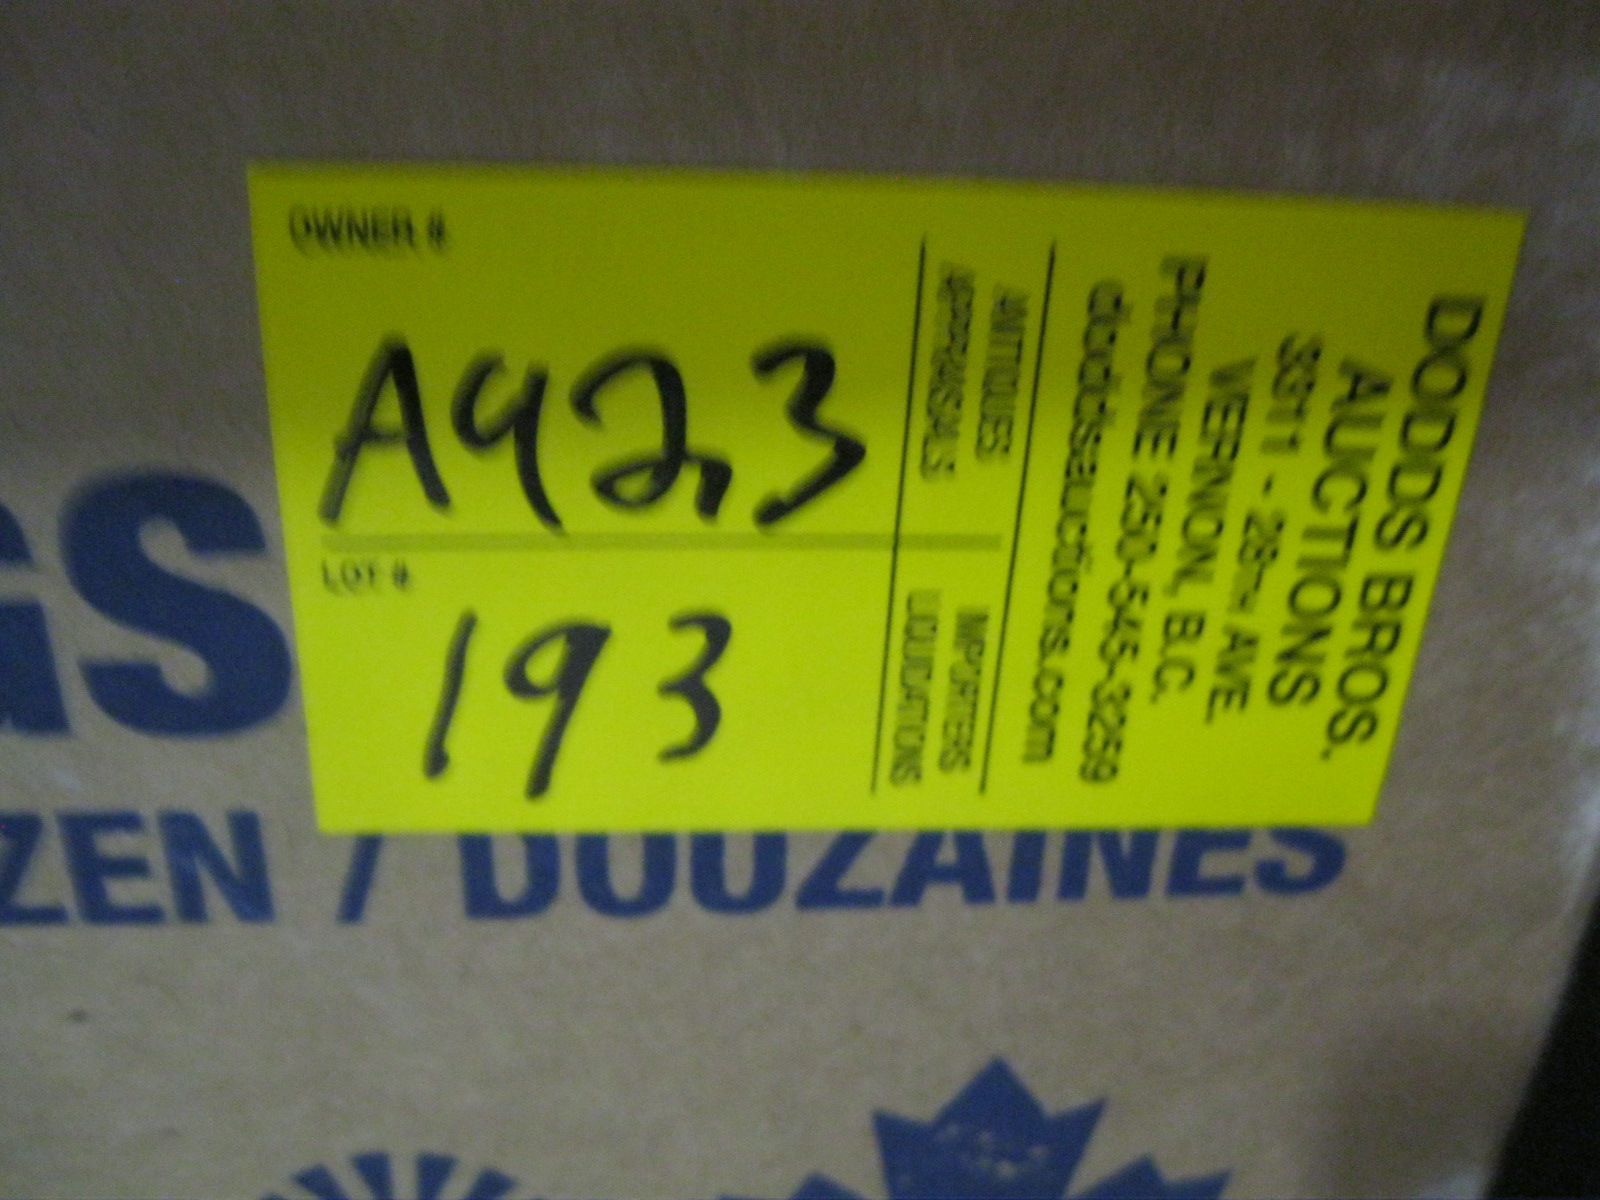 OWNER #
A923
LOT #
193
ANTIQUES
APPRAISALS
IMPORTERS
LIQUIDATIONS
DODDS BROS.
AUCTIONS
3311 - 28TH AVE.
VERNON, B.C.
PHONE 250-545-3259
doddsauctions.com
GS
ZEN / DOUZAINES